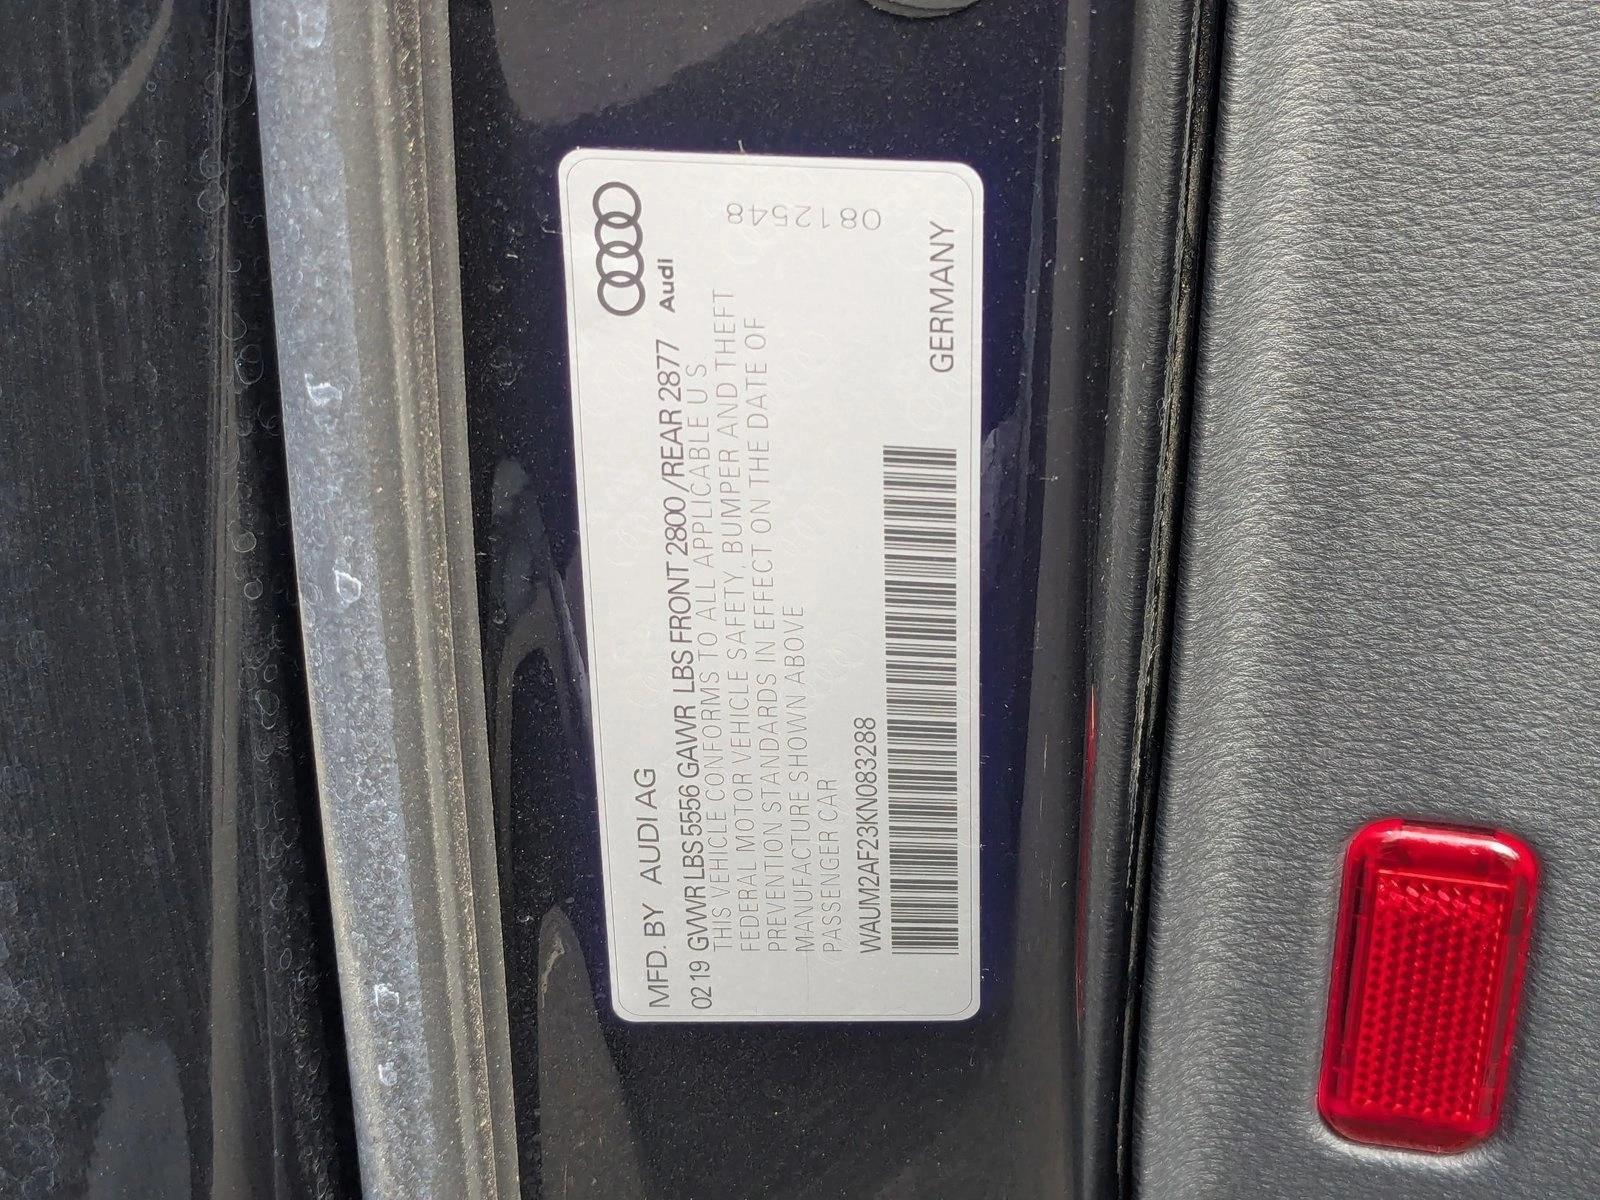 MFD. BY AUDI AG
Audi
02 19 GVWR LBS 5556 GAWR LBS FRONT 2800 /REAR 2877
THIS VEHICLE CONFORMS TO ALL APPLICABLE U S
FEDERAL MOTOR VEHICLE SAFETY, BUMPER AND THEFT
PREVENTION STANDARDS IN EFFECT ON THE DATE OF
MANUFACTURE SHOWN ABOVE
PASSENGER CAR
0812548
WAUM2AF23KN083288
GERMANY